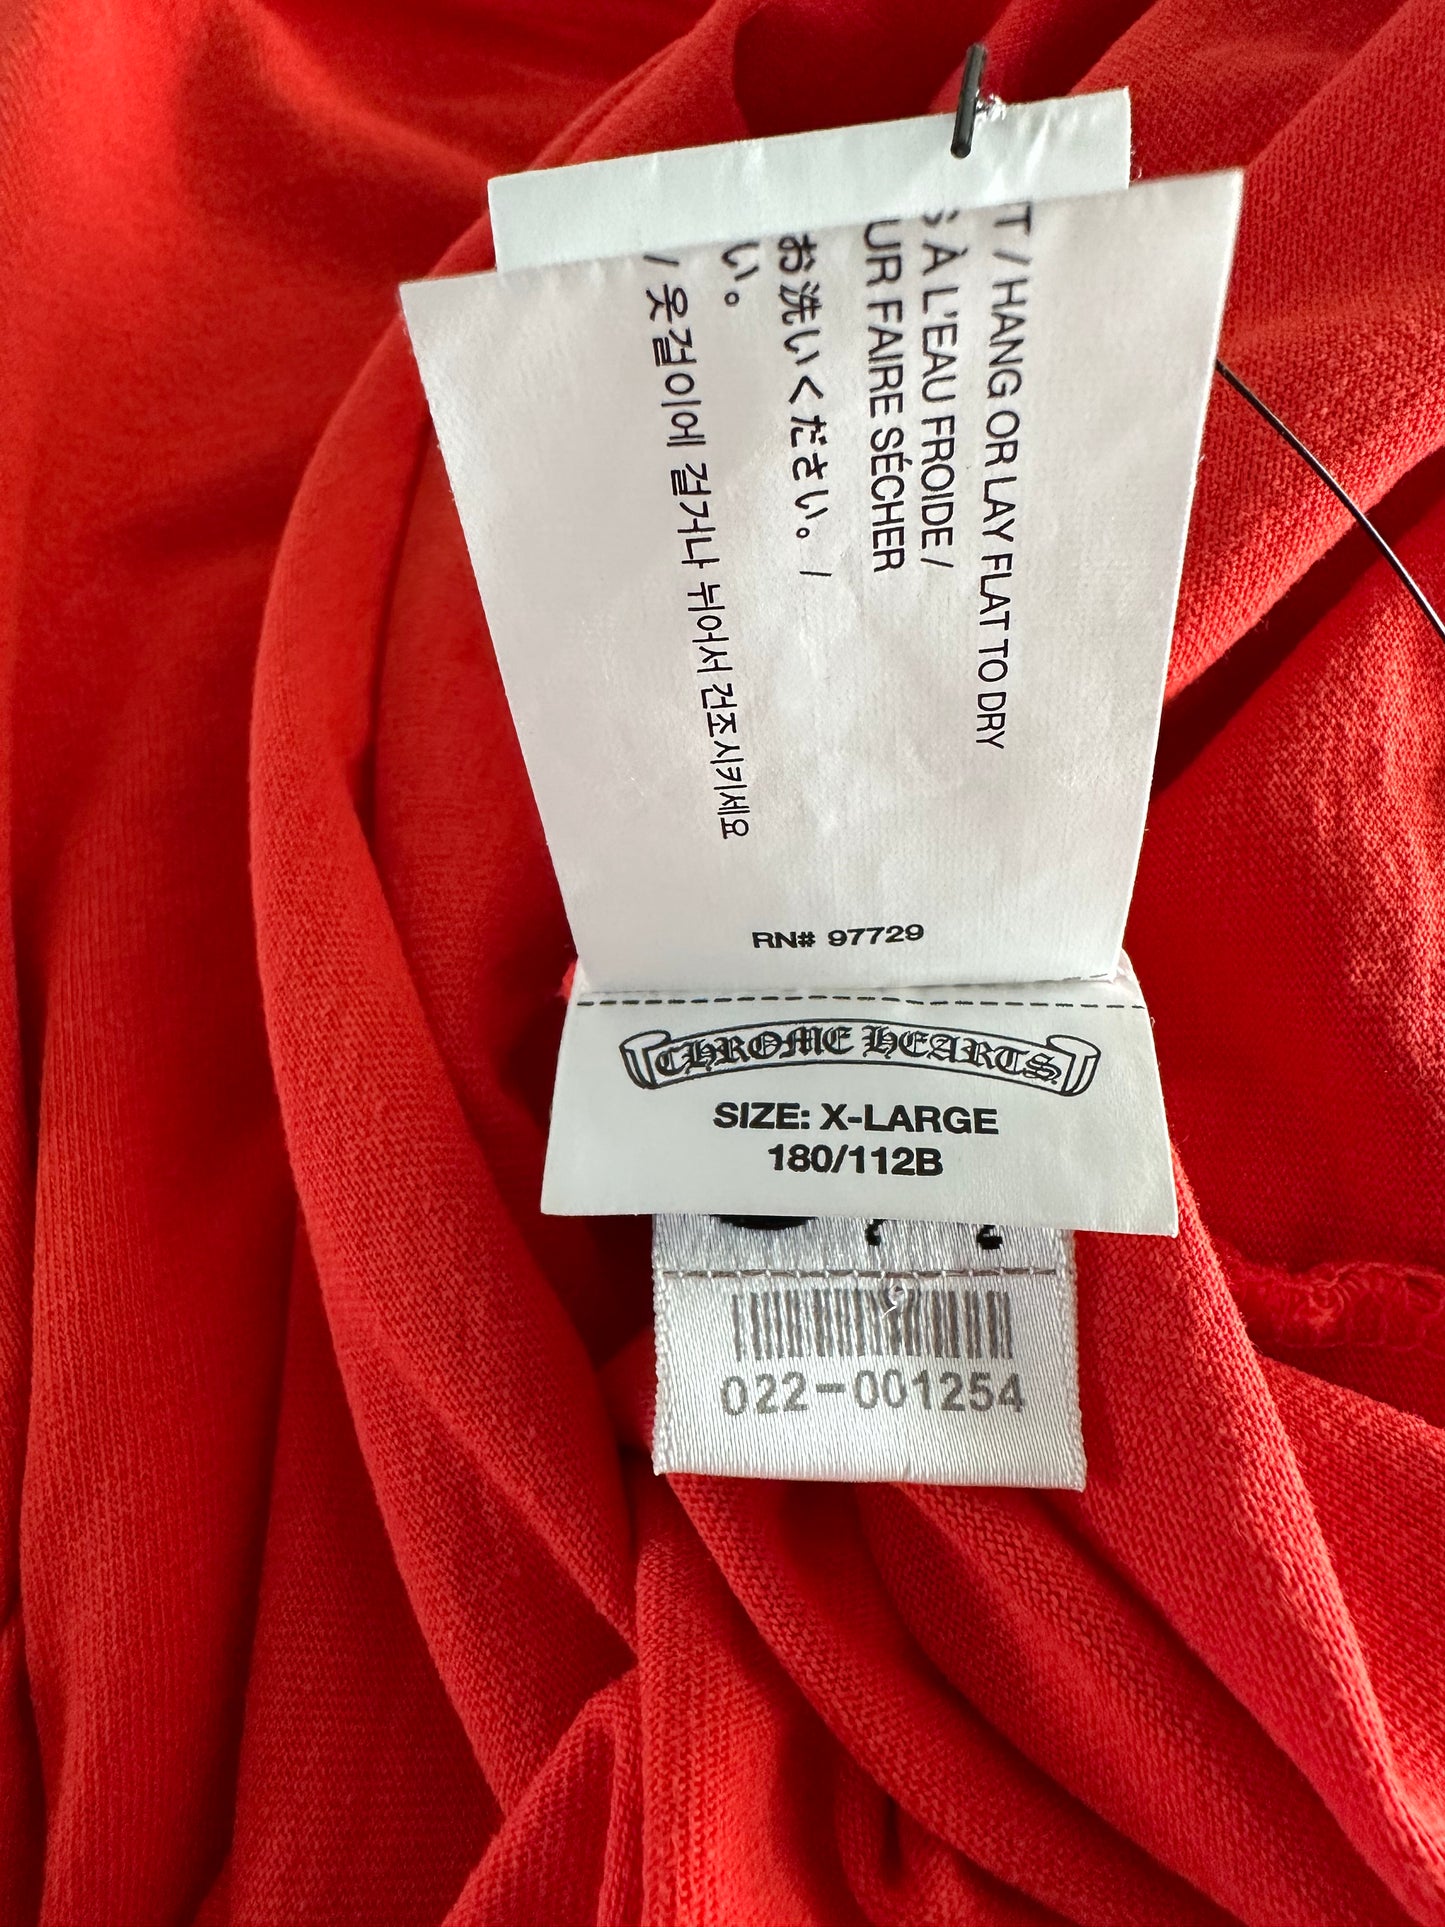 T / HANG OR LAY FLAT TO DRY
S À L'EAU FROIDE /
UR FAIRE SÉCHER
お洗いください。 /
い。
/ 옷걸이에 걸거나 뉘어서 건조시키세요
RN# 97729
CHROME HEARTS
SIZE: X-LARGE
180/112B
022-001254